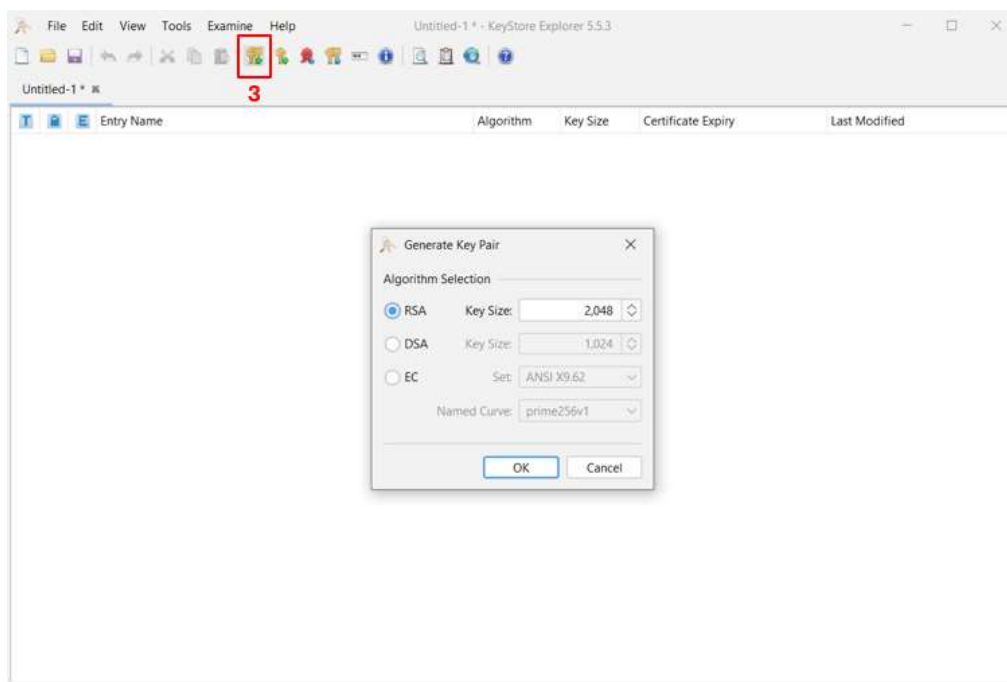 File Edit View Tools Examine Help Untitled-1 * - KeyStore Explorer 5.5.3
3
Untitled-1 *
T E Entry Name Algorithm Key Size Certificate Expiry Last Modified
Generate Key Pair
Algorithm Selection
RSA Key Size: 2,048
DSA Key Size: 1,024
EC Set: ANSI X9.62
Named Curve: prime256v1
OK Cancel